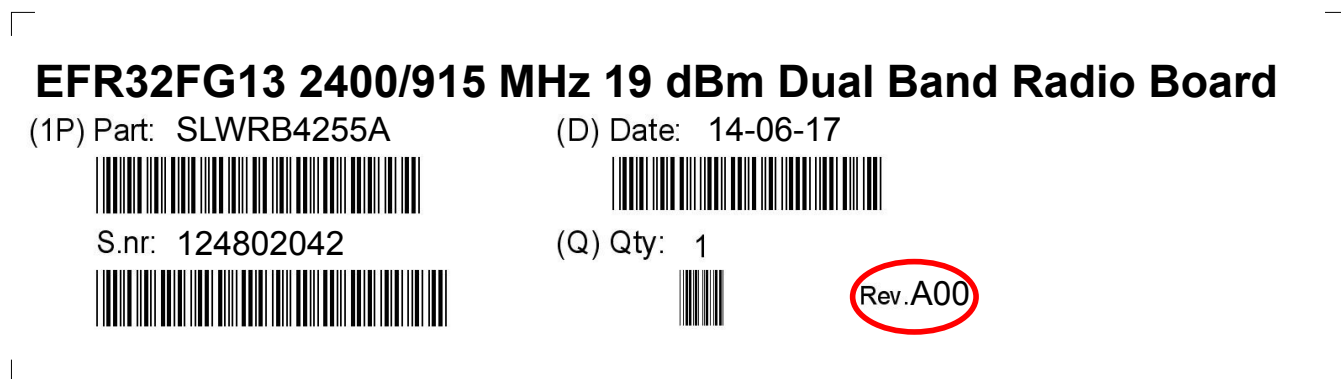 EFR32FG13 2400/915 MHz 19 dBm Dual Band Radio Board
(1P) Part: SLWRB4255A (D) Date: 14-06-17
S.nr: 124802042 (Q) Qty: 1
Rev.A00